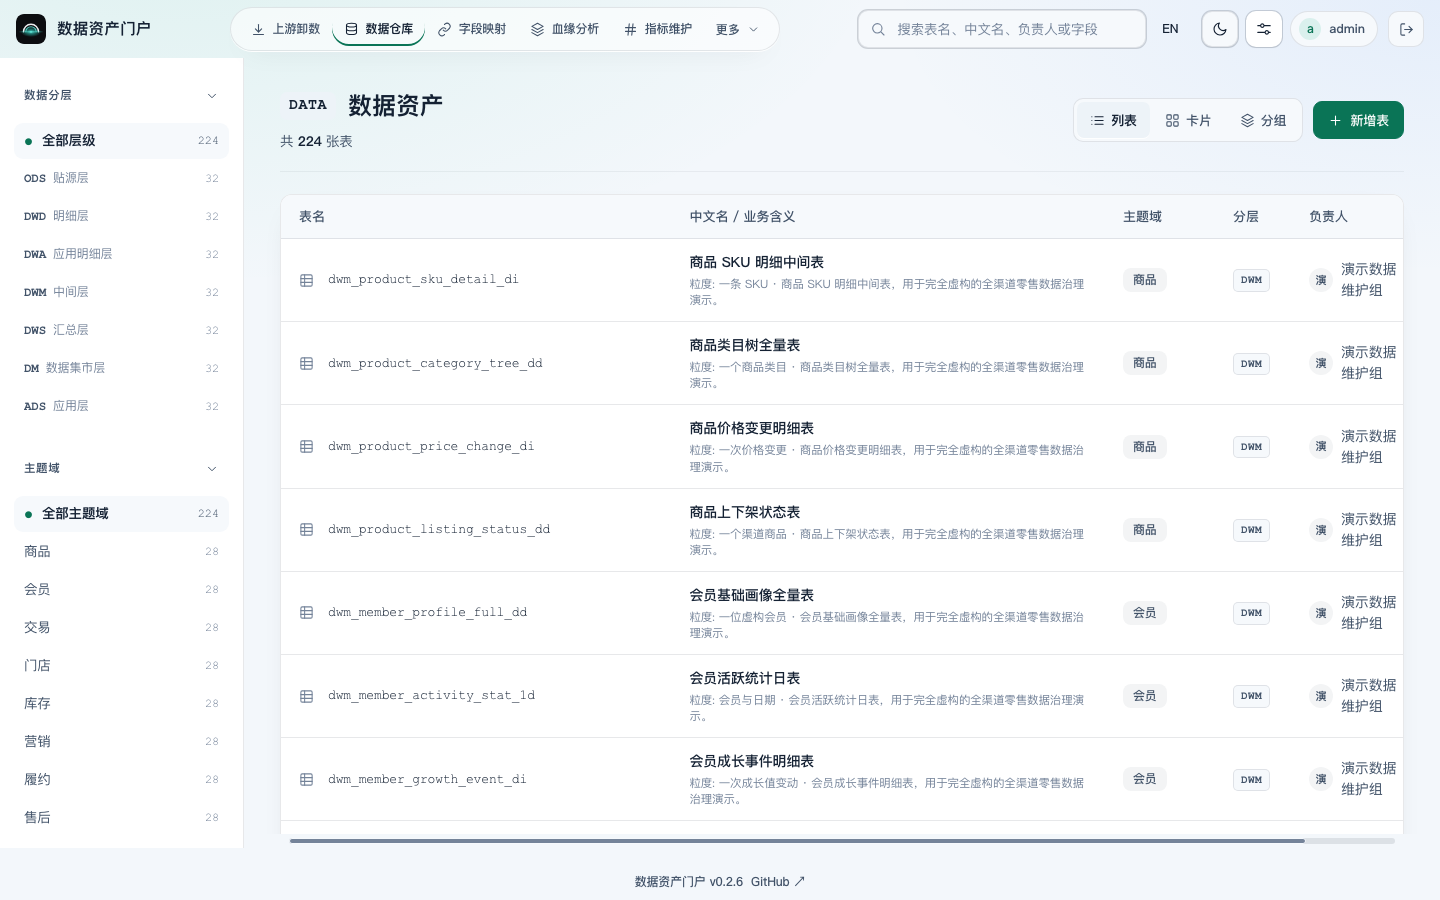 数据资产门户
上游卸数
数据仓库
字段映射
血缘分析
指标维护
更多
搜索表名、中文名、负责人或字段
EN
a admin
数据分层
全部层级 224
ODS 贴源层 32
DWD 明细层 32
DWA 应用明细层 32
DWM 中间层 32
DWS 汇总层 32
DM 数据集市层 32
ADS 应用层 32
主题域
全部主题域 224
商品 28
会员 28
交易 28
门店 28
库存 28
营销 28
履约 28
售后 28
DATA 数据资产
共 224 张表
列表
卡片
分组
新增表
表名 中文名 / 业务含义 主题域 分层 负责人
dwm_product_sku_detail_di
商品 SKU 明细中间表
粒度: 一条 SKU · 商品 SKU 明细中间表，用于完全虚构的全渠道零售数据治理
演示。
商品
DWM
演
演示数据
维护组
dwm_product_category_tree_dd
商品类目树全量表
粒度: 一个商品类目 · 商品类目树全量表，用于完全虚构的全渠道零售数据治理
演示。
商品
DWM
演
演示数据
维护组
dwm_product_price_change_di
商品价格变更明细表
粒度: 一次价格变更 · 商品价格变更明细表，用于完全虚构的全渠道零售数据治
理演示。
商品
DWM
演
演示数据
维护组
dwm_product_listing_status_dd
商品上下架状态表
粒度: 一个渠道商品 · 商品上下架状态表，用于完全虚构的全渠道零售数据治理
演示。
商品
DWM
演
演示数据
维护组
dwm_member_profile_full_dd
会员基础画像全量表
粒度: 一位虚构会员 · 会员基础画像全量表，用于完全虚构的全渠道零售数据治
理演示。
会员
DWM
演
演示数据
维护组
dwm_member_activity_stat_1d
会员活跃统计日表
粒度: 会员与日期 · 会员活跃统计日表，用于完全虚构的全渠道零售数据治理演
示。
会员
DWM
演
演示数据
维护组
dwm_member_growth_event_di
会员成长事件明细表
粒度: 一次成长值变动 · 会员成长事件明细表，用于完全虚构的全渠道零售数据
治理演示。
会员
DWM
演
演示数据
维护组
数据资产门户 v0.2.6 GitHub ↗